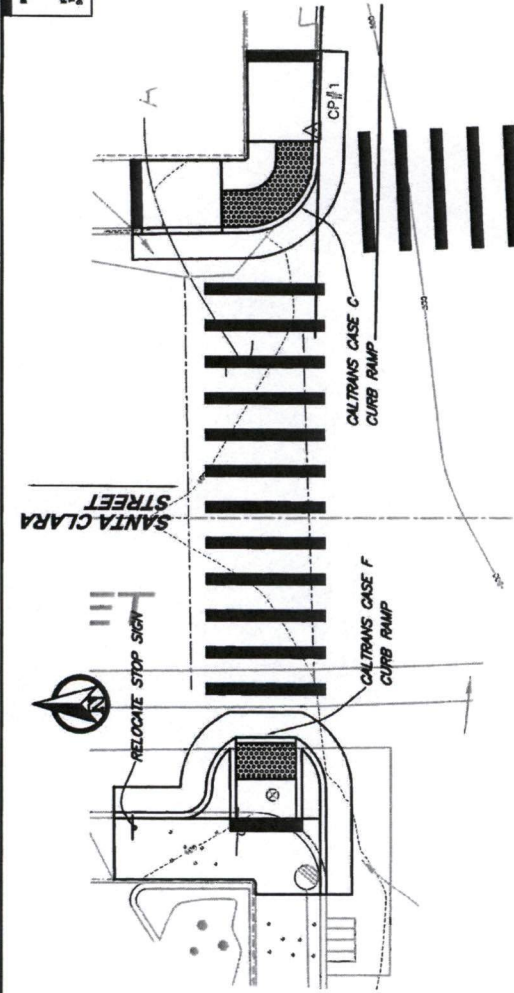 CP#1
CALTRANS CASE C
CURB RAMP
SANTA CLARA
STREET
RELOCATE STOP SIGN
CALTRANS CASE F
CURB RAMP
N